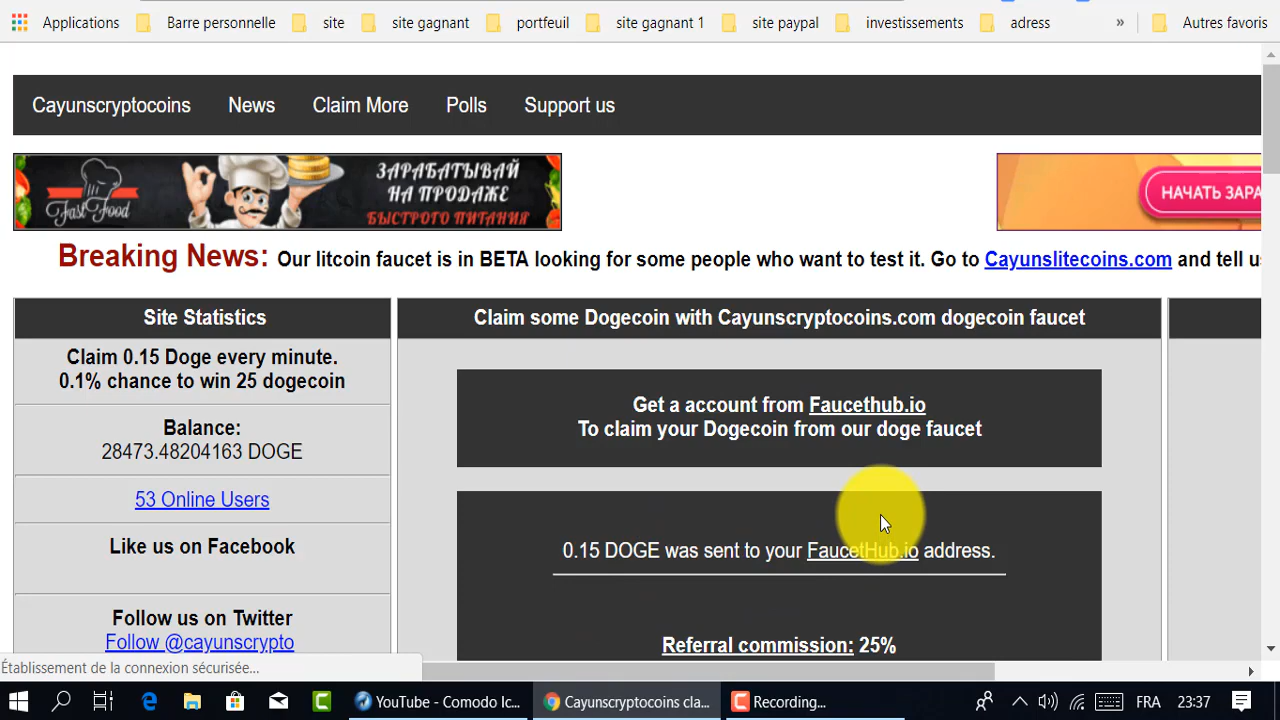 Applications
Barre personnelle
site
site gagnant
portfeuil
site gagnant 1
site paypal
investissements
adress
»
Autres favoris
Cayunscryptocoins News Claim More Polls Support us
FastFood
ЗАРАБАТЫВАЙ
НА ПРОДАЖЕ
БЫСТРОГО ПИТАНИЯ
НАЧАТЬ ЗАРА
Breaking News: Our litcoin faucet is in BETA looking for some people who want to test it. Go to Cayunslitecoins.com and tell u
Site Statistics
Claim 0.15 Doge every minute.
0.1% chance to win 25 dogecoin
Balance:
28473.48204163 DOGE
53 Online Users
Like us on Facebook
Follow us on Twitter
Follow @cayunscrypto
Claim some Dogecoin with Cayunscryptocoins.com dogecoin faucet
Get a account from Faucethub.io
To claim your Dogecoin from our doge faucet
0.15 DOGE was sent to your FaucetHub.io address.
Referral commission: 25%
Établissement de la connexion sécurisée...
YouTube - Comodo Ic...
Cayunscryptocoins cla...
Recording...
FRA
23:37